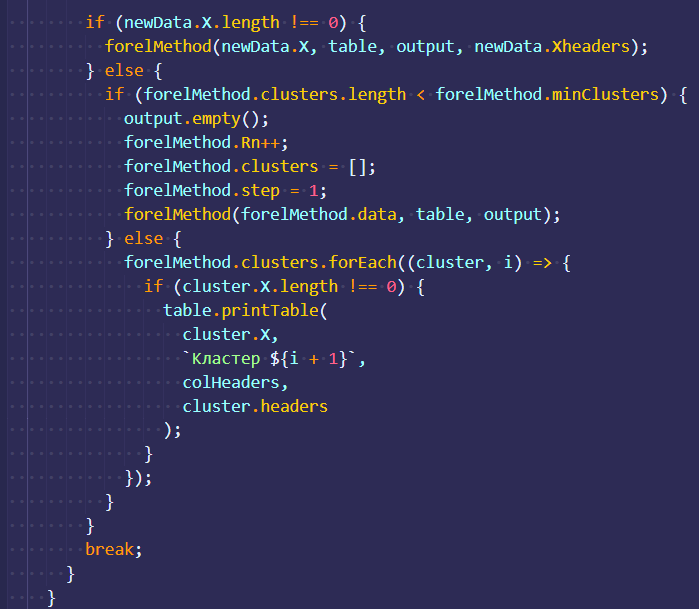 if (newData.X.length !== 0) {
forelMethod(newData.X, table, output, newData.Xheaders);
} else {
if (forelMethod.clusters.length < forelMethod.minClusters) {
output.empty();
forelMethod.Rn++;
forelMethod.clusters = [];
forelMethod.step = 1;
forelMethod(forelMethod.data, table, output);
} else {
forelMethod.clusters.forEach((cluster, i) => {
if (cluster.X.length !== 0) {
table.printTable(
cluster.X,
`Кластер ${i + 1}`,
colHeaders,
cluster.headers
);
}
});
}
}
break;
}
}